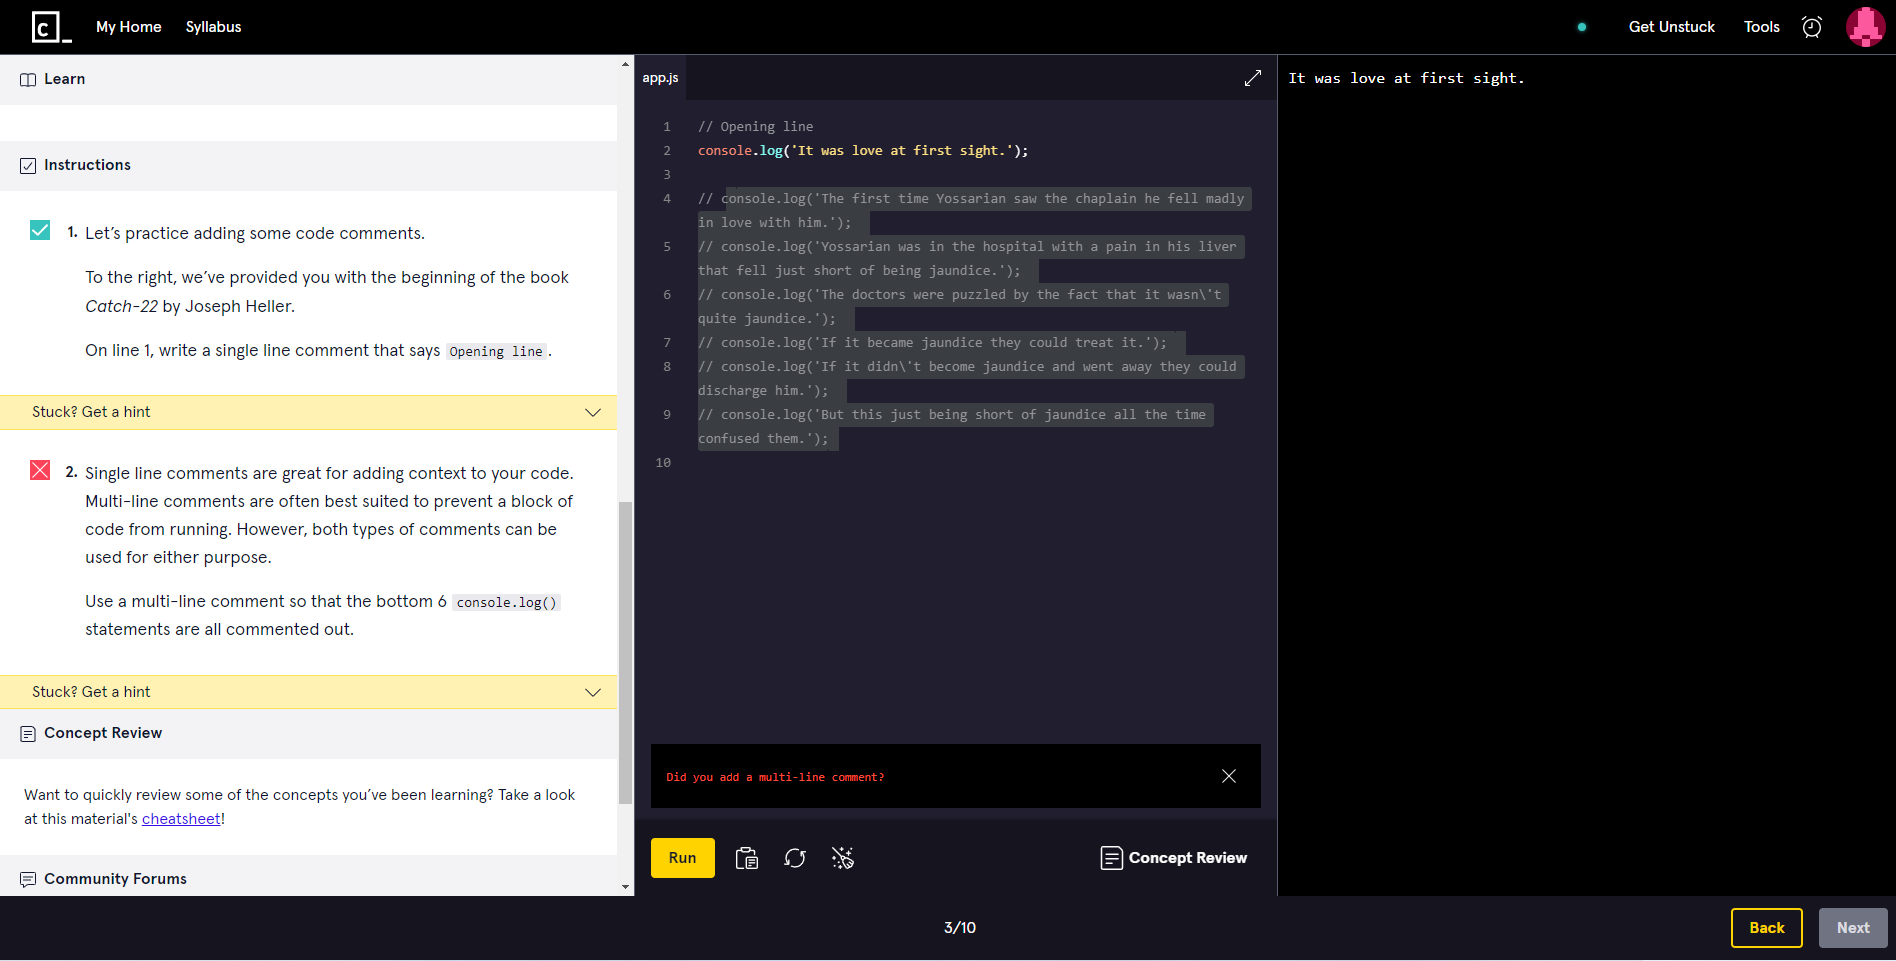 c_
My Home
Syllabus
Get Unstuck
Tools
Learn
Instructions
1. Let’s practice adding some code comments.
To the right, we’ve provided you with the beginning of the book
Catch-22 by Joseph Heller.
On line 1, write a single line comment that says Opening line .
Stuck? Get a hint
2. Single line comments are great for adding context to your code.
Multi-line comments are often best suited to prevent a block of
code from running. However, both types of comments can be
used for either purpose.
Use a multi-line comment so that the bottom 6 console.log()
statements are all commented out.
Stuck? Get a hint
Concept Review
Want to quickly review some of the concepts you’ve been learning? Take a look
at this material's cheatsheet!
Community Forums
app.js
1 // Opening line
2 console.log('It was love at first sight.');
3
4 // console.log('The first time Yossarian saw the chaplain he fell madly
in love with him.');
5 // console.log('Yossarian was in the hospital with a pain in his liver
that fell just short of being jaundice.');
6 // console.log('The doctors were puzzled by the fact that it wasn\'t
quite jaundice.');
7 // console.log('If it became jaundice they could treat it.');
8 // console.log('If it didn\'t become jaundice and went away they could
discharge him.');
9 // console.log('But this just being short of jaundice all the time
confused them.');
10
Did you add a multi-line comment?
Run
Concept Review
It was love at first sight.
3/10
Back
Next